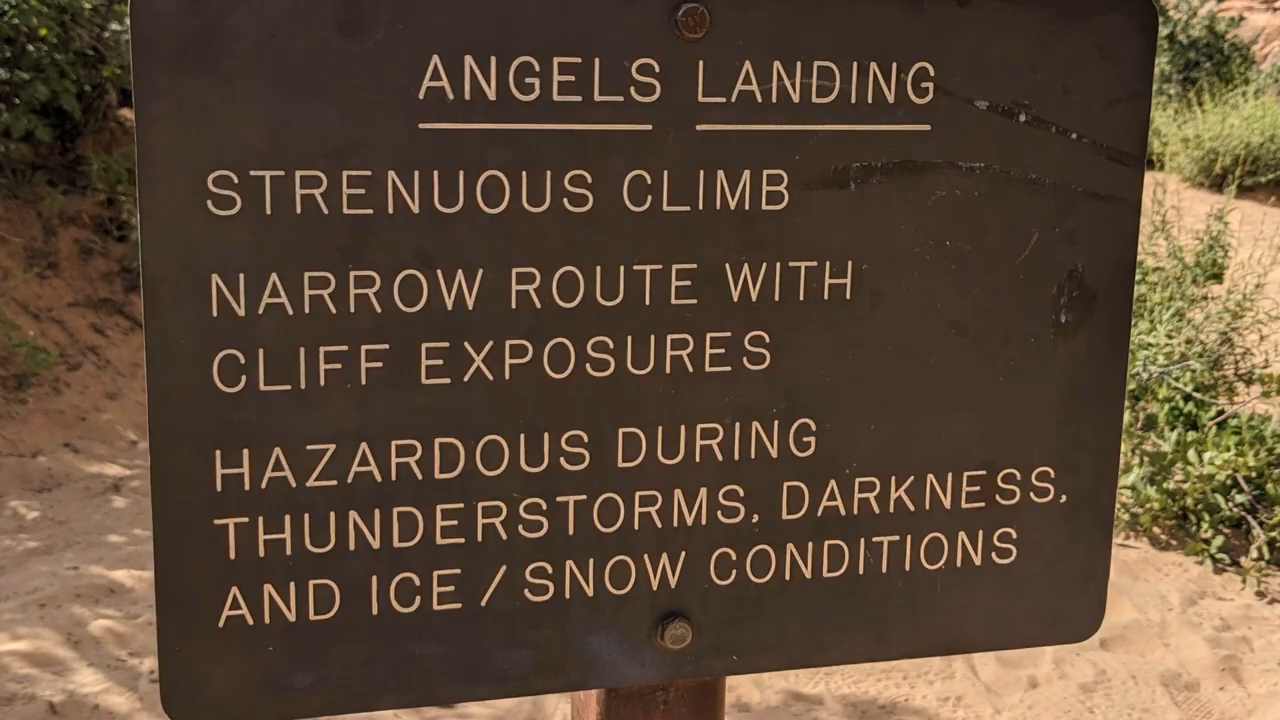 ANGELS LANDING
STRENUOUS CLIMB
NARROW ROUTE WITH
CLIFF EXPOSURES
HAZARDOUS DURING
THUNDERSTORMS, DARKNESS,
AND ICE / SNOW CONDITIONS